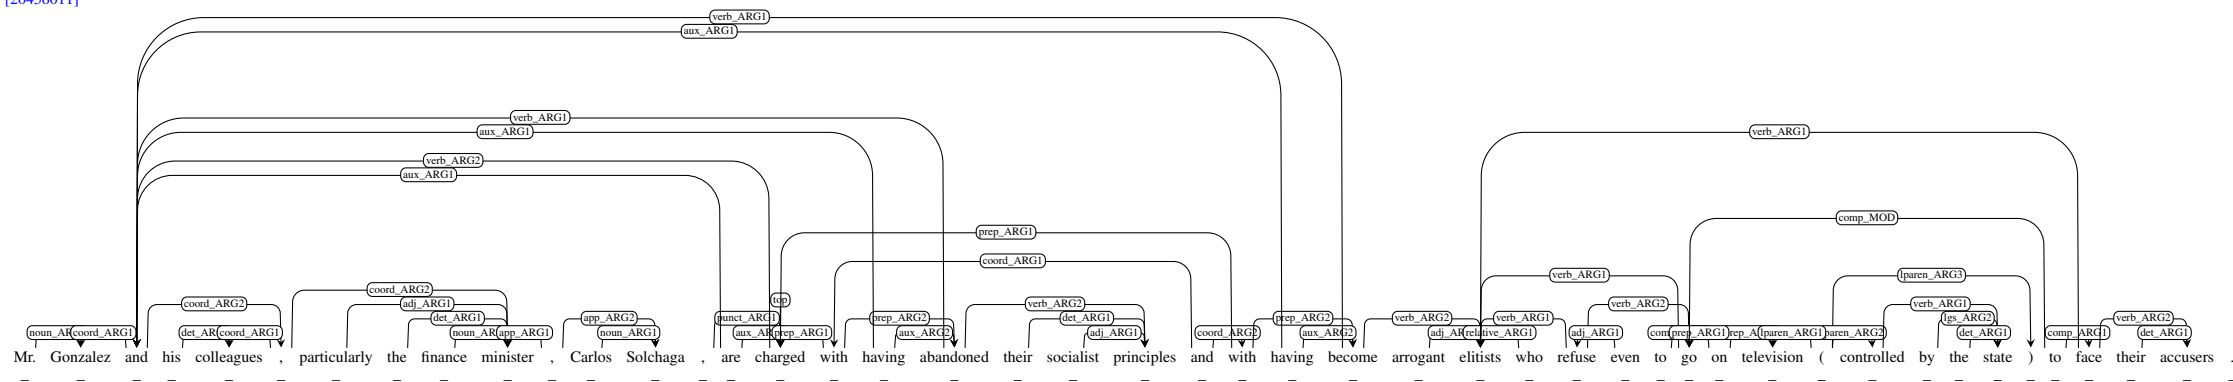 verb_ARG1
aux_ARG1
verb_ARG1
aux_ARG1 verb_ARG1
verb_ARG2
aux_ARG1
comp_MOD
prep_ARG1
coord_ARG1
verb_ARG1 lparen_ARG3
coord_ARG2
top
coord_ARG2 adj_ARG1 verb_ARG2 verb_ARG2 verb_ARG1
det_ARG1 app_ARG2 punct_ARG1 prep_ARG2 det_ARG1 prep_ARG2 verb_ARG2 verb_ARG1 lgs_ARG2 verb_ARG2
coord_ARG1 coord_ARG1 app_ARG1 noun_ARG1 prep_ARG1 aux_ARG2 adj_ARG1 coord_ARG2 aux_ARG2 relative_ARG1 adj_ARG1 prep_ARG1 lparen_ARG1 det_ARG1 comp_ARG1 det_ARG1
Mr. Gonzalez and his colleagues , particularly the finance minister , Carlos Solchaga , are charged with having abandoned their socialist principles and with having become arrogant elitists who refuse even to go on television ( controlled by the state ) to face their accusers .